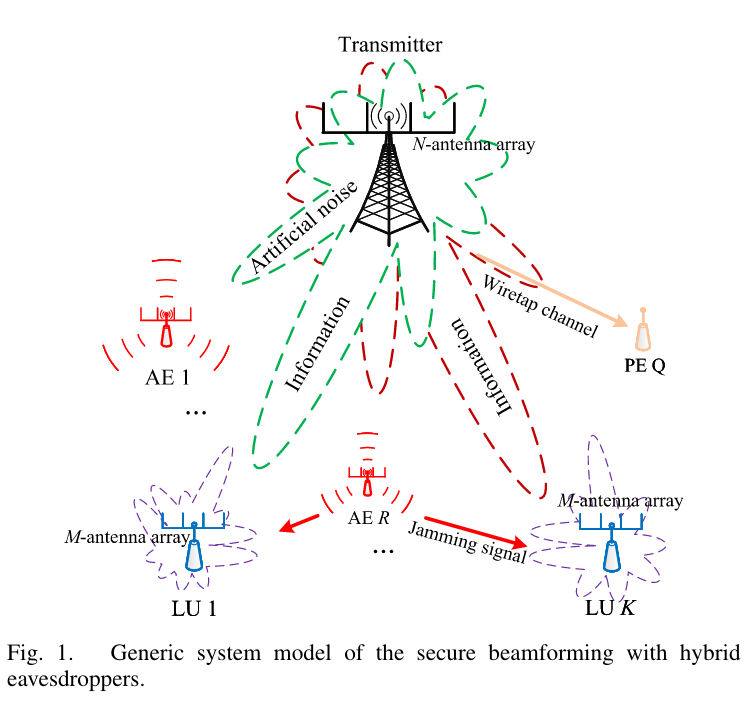 Transmitter
N-antenna array
Artificial noise
Wiretap channel
Information
Information
PE Q
AE 1
...
M-antenna array
AE R
M-antenna array
Jamming signal
...
LU 1
LU K
Fig. 1. Generic system model of the secure beamforming with hybrid
eavesdroppers.